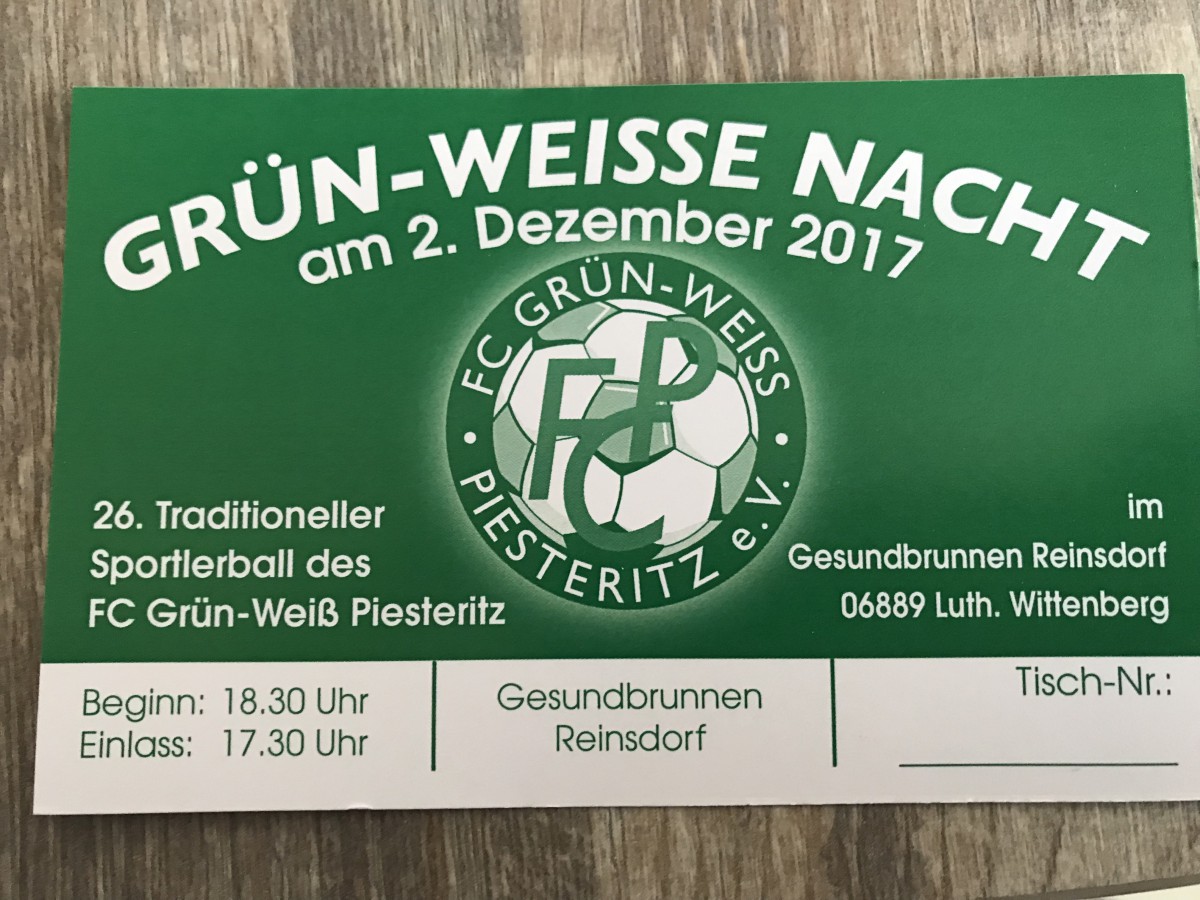 GRÜN-WEISSE NACHT
am 2. Dezember 2017
FC GRÜN-WEISS
PIESTERITZ e.V.
FCP
26. Traditioneller
Sportlerball des
FC Grün-Weiß Piesteritz
im
Gesundbrunnen Reinsdorf
06889 Luth. Wittenberg
Beginn: 18.30 Uhr
Einlass: 17.30 Uhr
Gesundbrunnen
Reinsdorf
Tisch-Nr.: